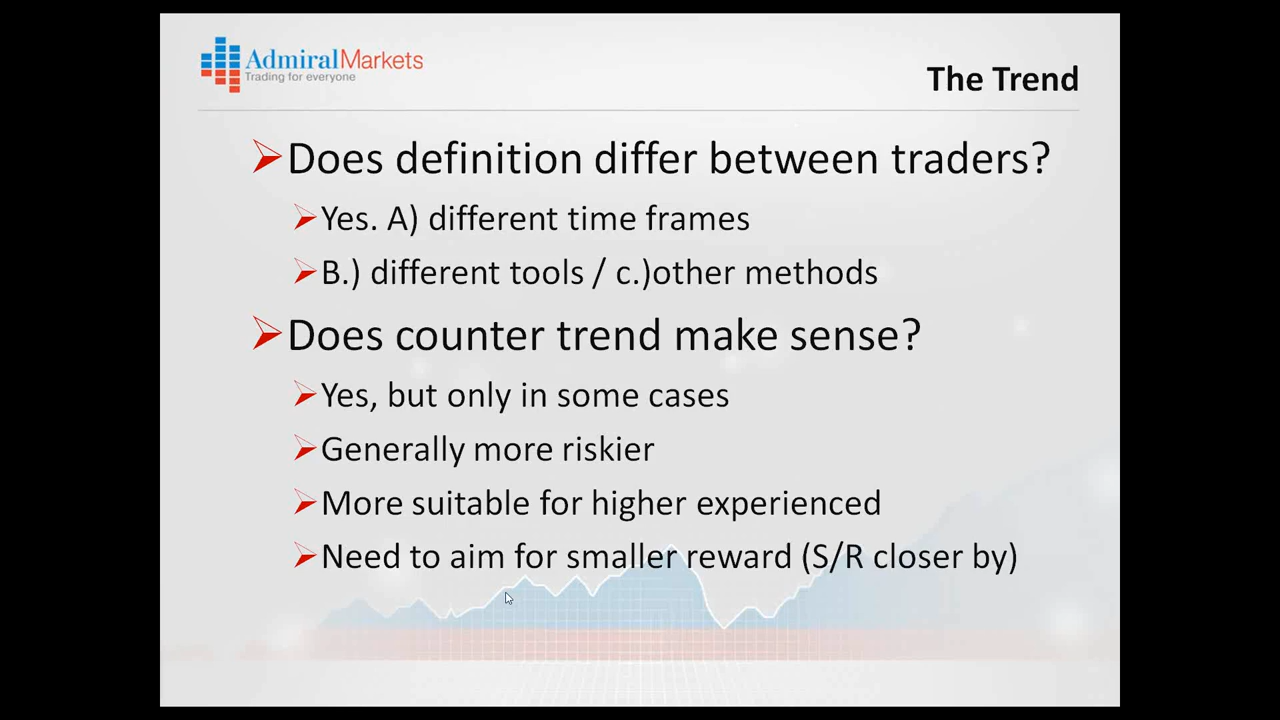 AdmiralMarkets
Trading for everyone
The Trend
Does definition differ between traders?
Yes. A) different time frames
B.) different tools / c.)other methods
Does counter trend make sense?
Yes, but only in some cases
Generally more riskier
More suitable for higher experienced
Need to aim for smaller reward (S/R closer by)